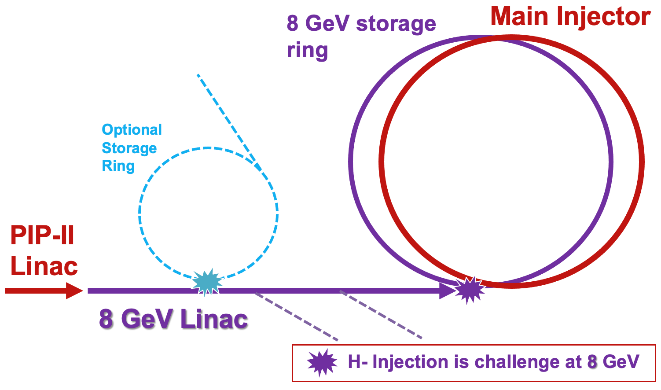 Main Injector
8 GeV storage
ring
Optional
Storage
Ring
PIP-II
Linac
8 GeV Linac
H- Injection is challenge at 8 GeV